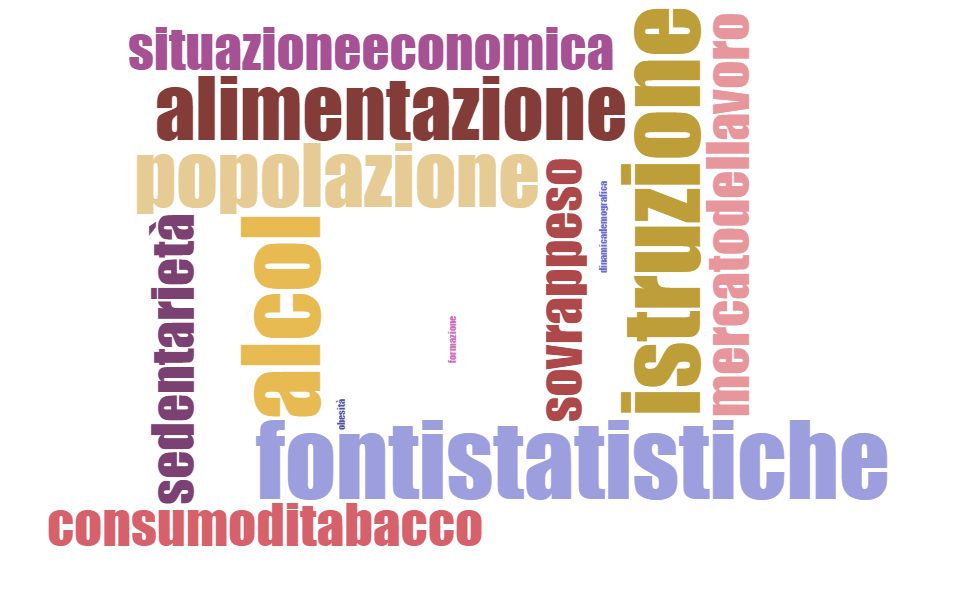 situazioneeconomica
alimentazione
popolazione
sedentarietà
alcol
obesità
formazione
sovrappeso
dinamicademografica
istruzione
mercatodellavoro
fontistatistiche
consumoditabacco